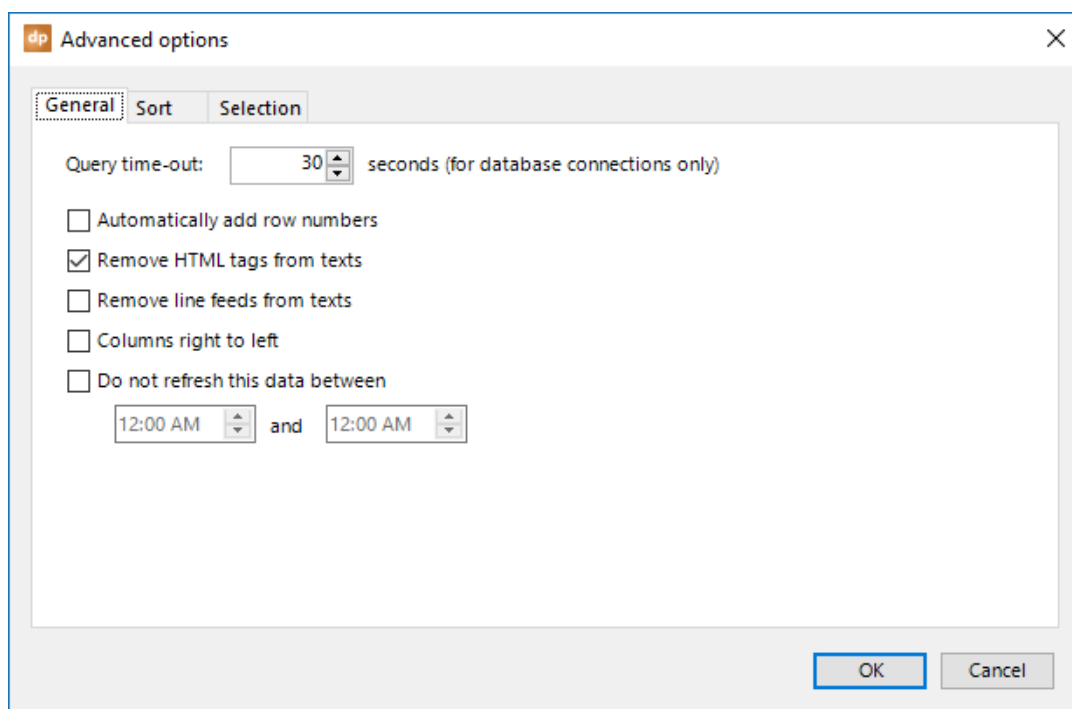 dp Advanced options
General Sort Selection
Query time-out: 30 seconds (for database connections only)
Automatically add row numbers
Remove HTML tags from texts
Remove line feeds from texts
Columns right to left
Do not refresh this data between
12:00 AM and 12:00 AM
OK Cancel